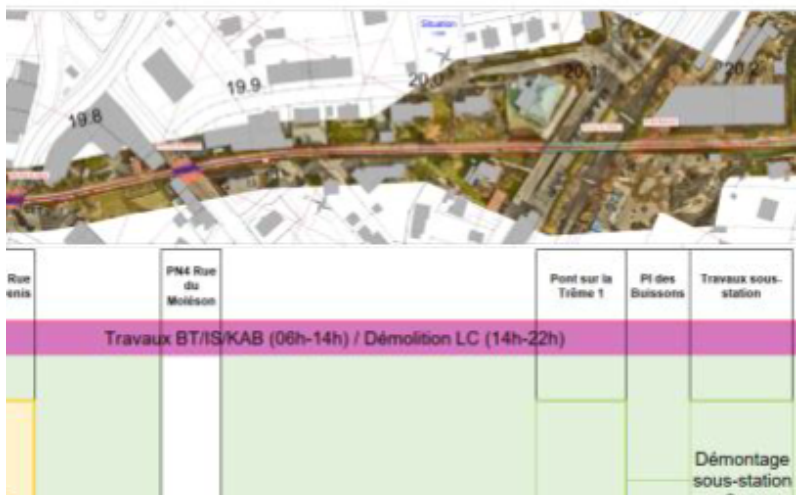 Situation
19.8
19.9
20.0
20.1
20.2
Rue
enis
PN4 Rue
du
Moléson
Pont sur la
Trême 1
PI des
Buissons
Travaux sous-
station
Travaux BT/IS/KAB (06h-14h) / Démolition LC (14h-22h)
Démontage
sous-station